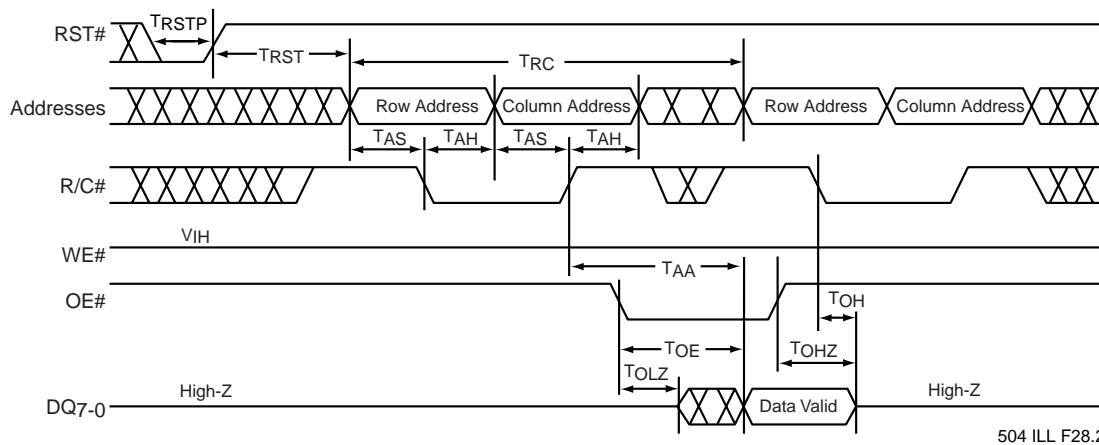 RST#
TRSTP
TRST
TRC
Addresses
Row Address
Column Address
Row Address
Column Address
TAS
TAH
TAS
TAH
R/C#
VIH
WE#
TAA
OE#
TOH
TOE
TOHZ
TOLZ
High-Z
High-Z
DQ7-0
Data Valid
504 ILL F28.2